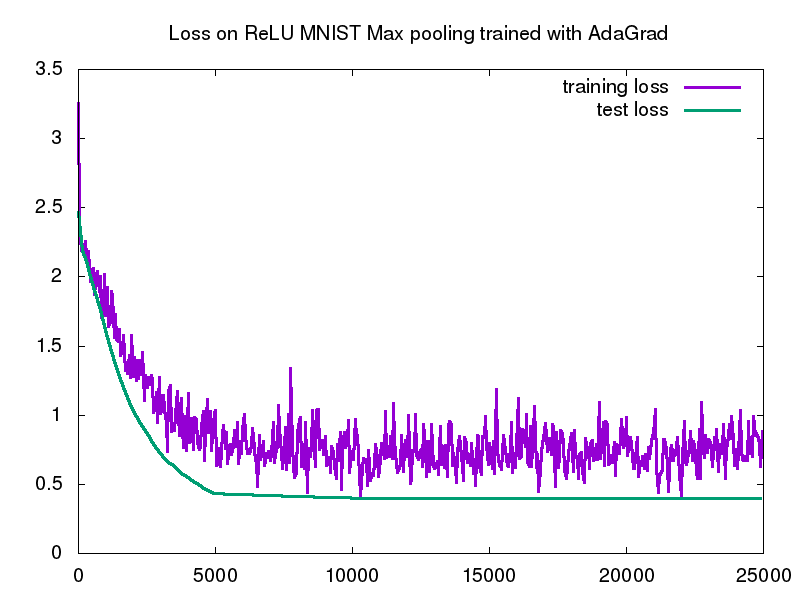 Loss on ReLU MNIST Max pooling trained with AdaGrad
3.5
training loss
test loss
3
2.5
2
1.5
1
0.5
0
0 5000 10000 15000 20000 25000